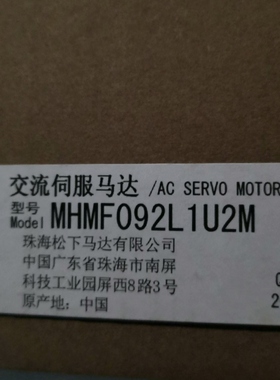 交流伺服马达 /AC SERVO MOTOR
型号
Model MHMF092L1U2M
珠海松下马达有限公司
中国广东省珠海市南屏
科技工业园屏西8路3号
原产地: 中国